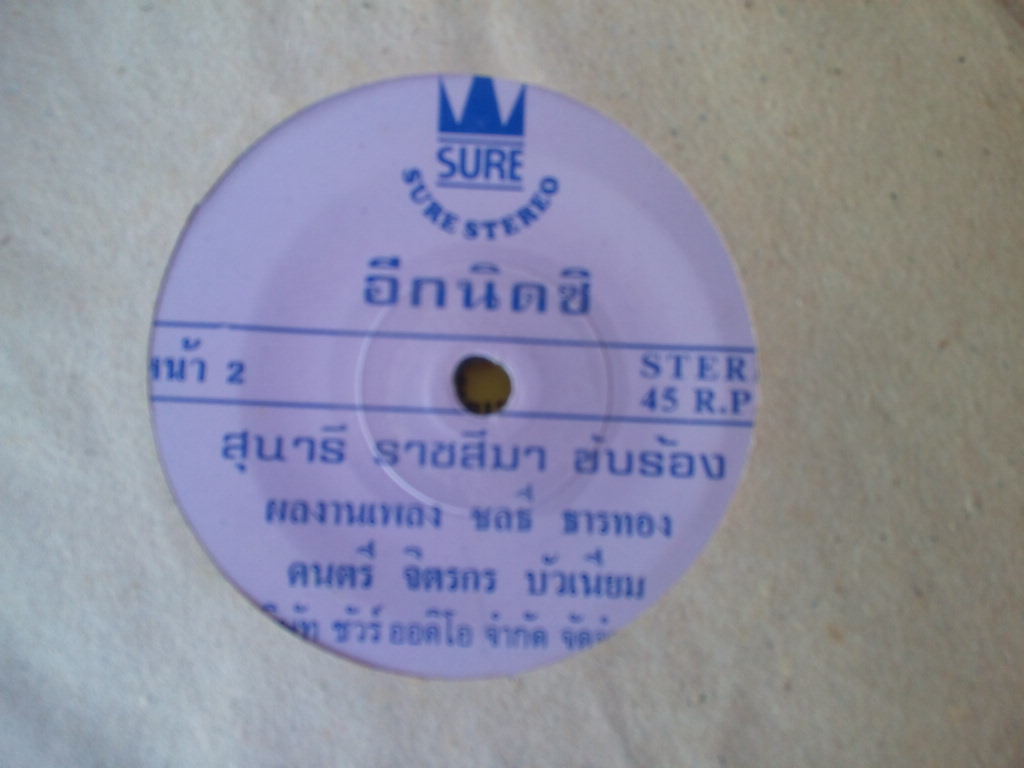 SURE
SURE STEREO
อีกนิดซิ
หน้า 2
STER
45 R.P
สุนารี ราชสีมา ขับร้อง
ผลงานเพลง ชลธี ธารทอง
ดนตรี จิตรกร บัวเนียม
ชัวร์ออดิโอ จำกัด